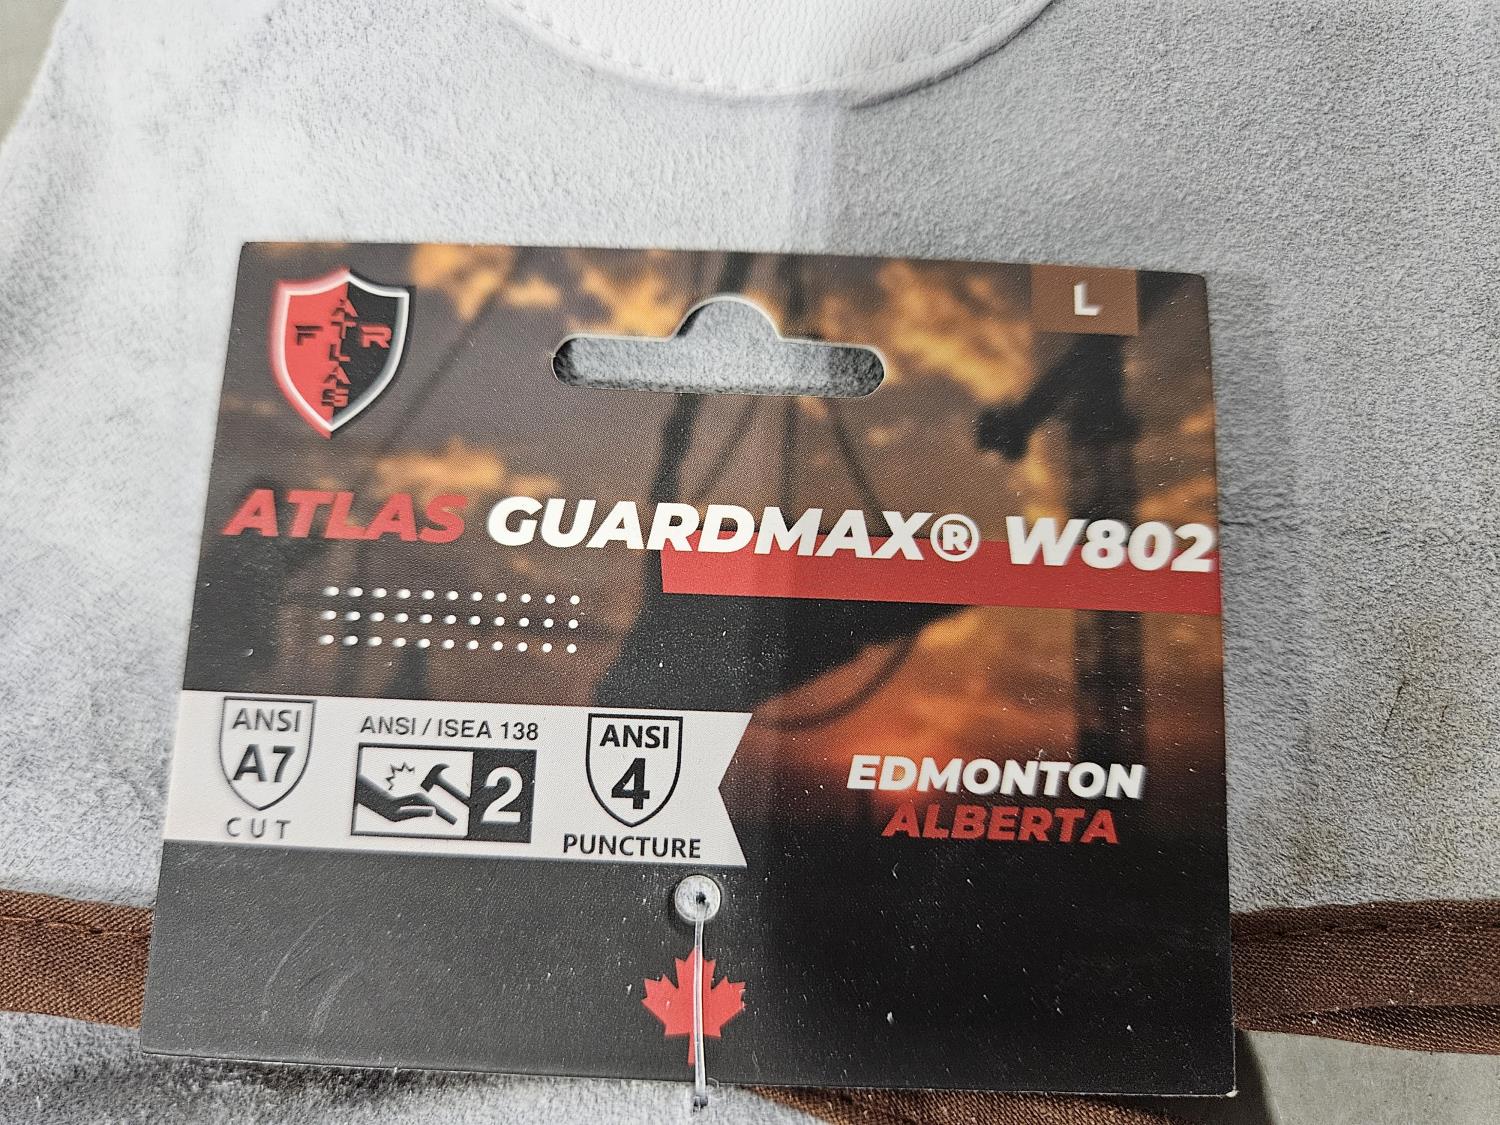 L
F ATLAS R
ATLAS GUARDMAX® W802
ANSI
A7
CUT
ANSI / ISEA 138
2
ANSI
4
PUNCTURE
EDMONTON
ALBERTA